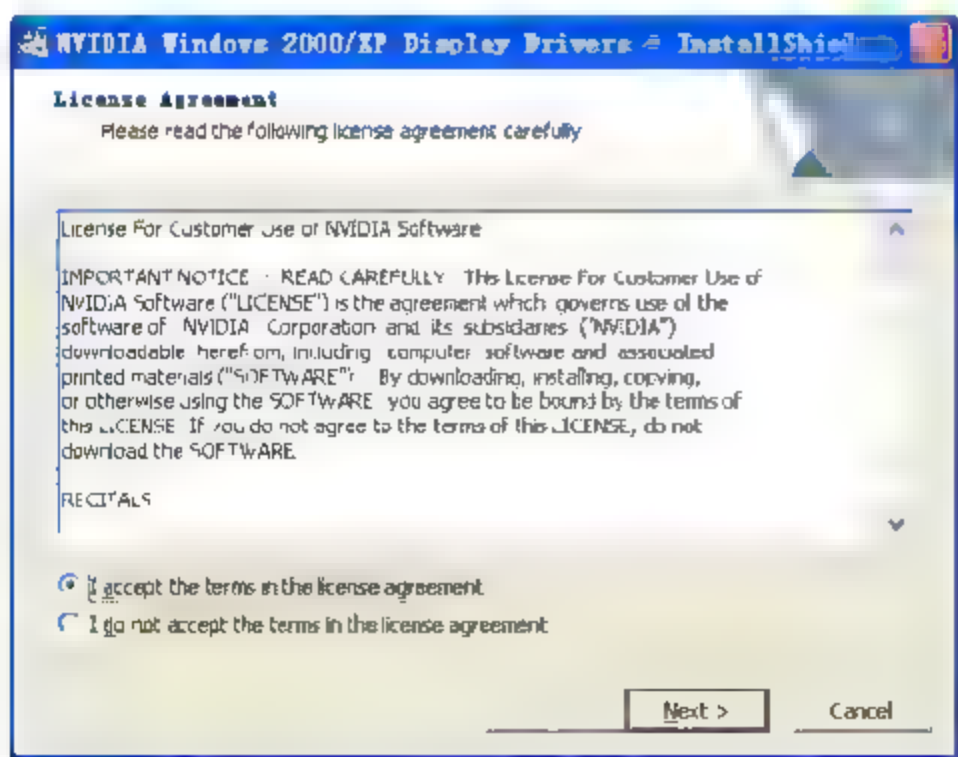 NVIDIA Windows 2000/XP Display Drivers - InstallShield
License Agreement
Please read the following license agreement carefully
License For Customer Use of NVIDIA Software
IMPORTANT NOTICE - READ CAREFULLY This License For Customer Use of
NVIDIA Software ("LICENSE") is the agreement which governs use of the
software of NVIDIA Corporation and its subsidiaries ("NVIDIA")
downloadable herefrom, including computer software and associated
printed materials ("SOFTWARE"). By downloading, installing, copying,
or otherwise using the SOFTWARE, you agree to be bound by the terms of
this LICENSE. If you do not agree to the terms of this LICENSE, do not
download the SOFTWARE
RECITALS
I accept the terms in the license agreement
I do not accept the terms in the license agreement
Next >
Cancel